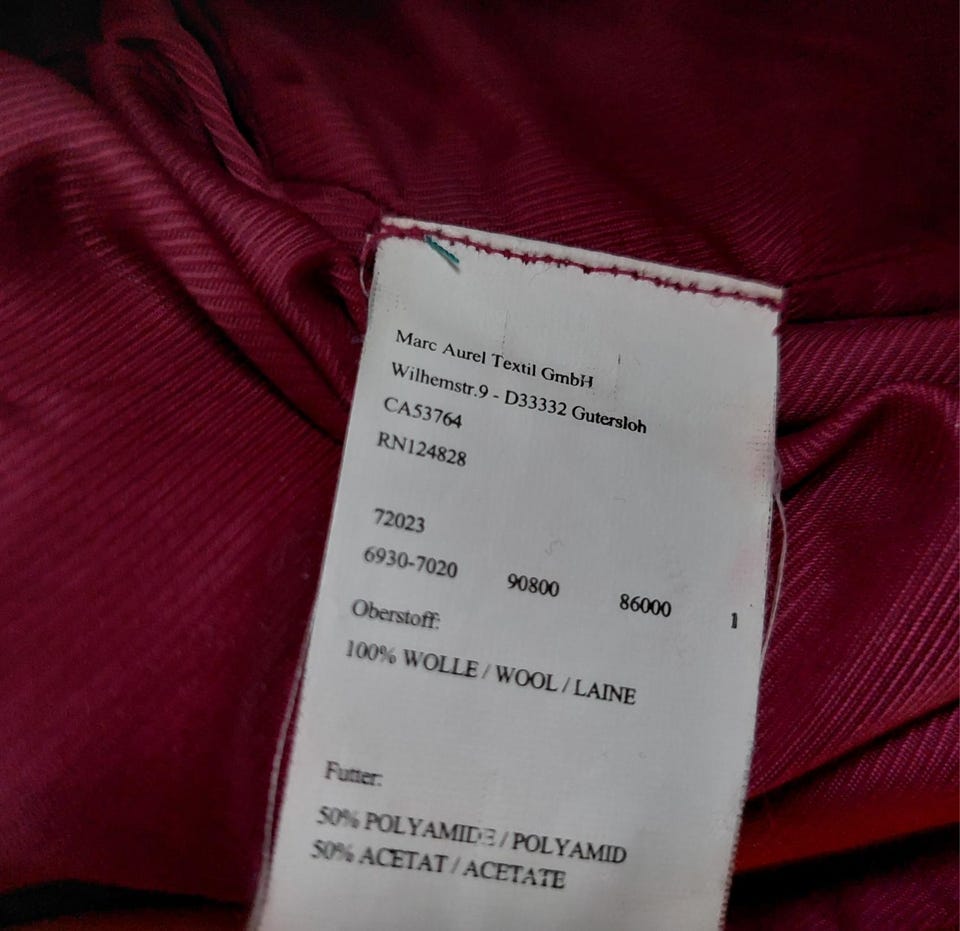 Marc Aurel Textil GmbH
Wilhemstr.9 - D33332 Gutersloh
CA53764
RN124828
72023
6930-7020 90800 86000 1
Oberstoff:
100% WOLLE / WOOL / LAINE
Futter:
50% POLYAMIDE / POLYAMID
50% ACETAT / ACETATE